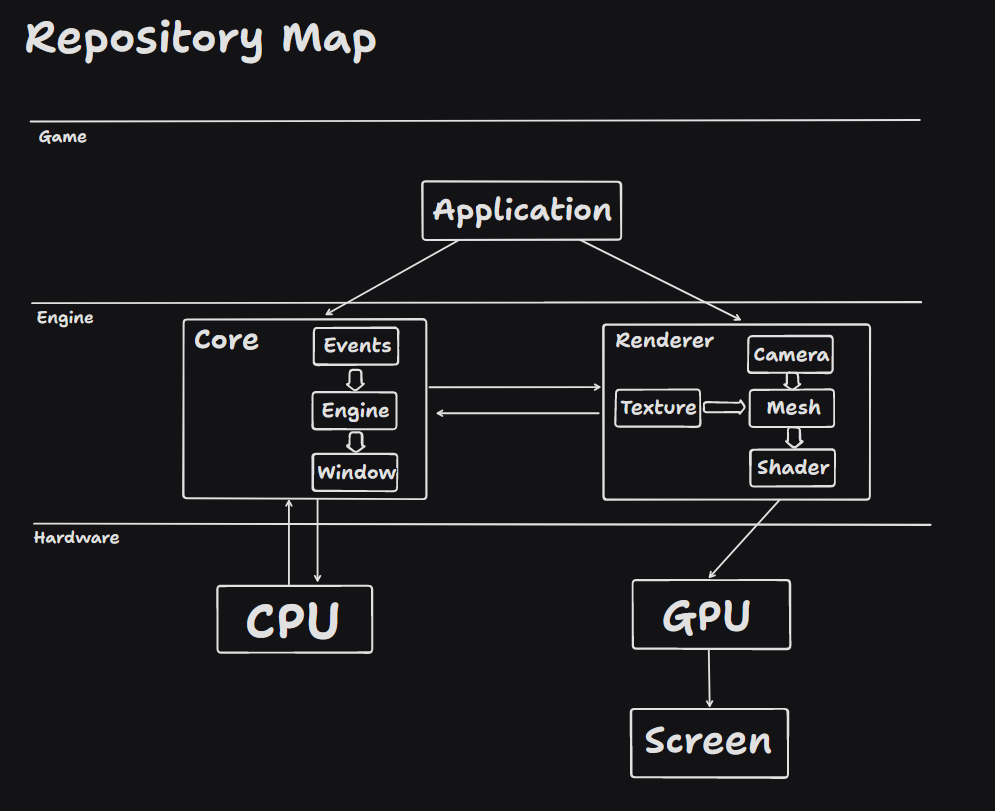 Repository Map
Game
Application
Engine
Core
Events
Engine
Window
Renderer
Camera
Texture
Mesh
Shader
Hardware
CPU
GPU
Screen